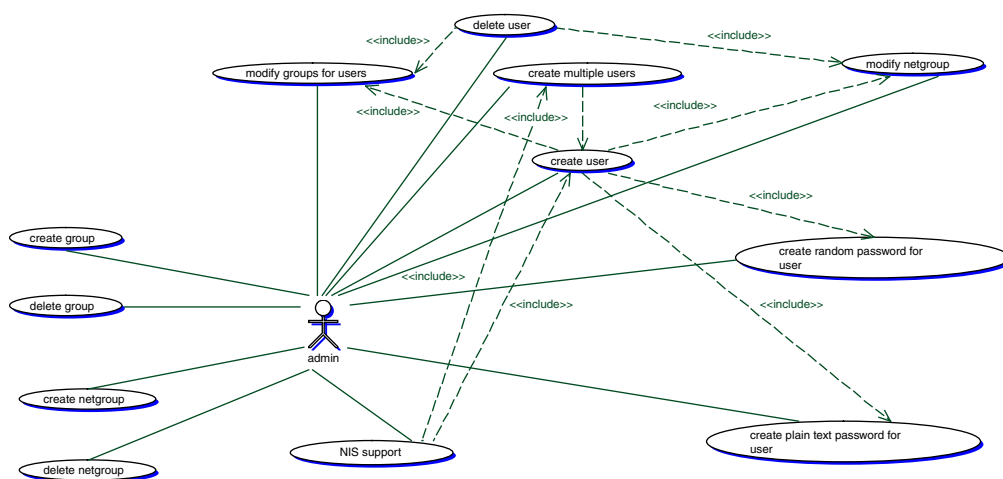 delete user
<<include>>
<<include>>
modify groups for users
create multiple users
modify netgroup
<<include>>
<<include>>
<<include>>
create user
<<include>>
create group
create random password for
user
<<include>>
delete group
<<include>>
<<include>>
admin
create netgroup
create plain text password for
user
NIS support
delete netgroup